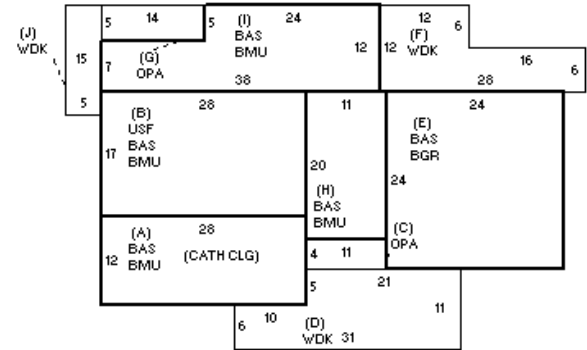 (J)
WDK
15
5
5
14
5
(I)
24
BAS
BMU
12
7
(G)
OPA
38
12
12
(F)
WDK
6
16
6
28
(B)
28
USF
BAS
BMU
17
11
20
(H)
BAS
BMU
24
(E)
BAS
BGR
24
(C)
OPA
(A)
28
BAS
(CATH CLG)
BMU
12
4
11
5
21
11
6
10
(D)
WDK
31